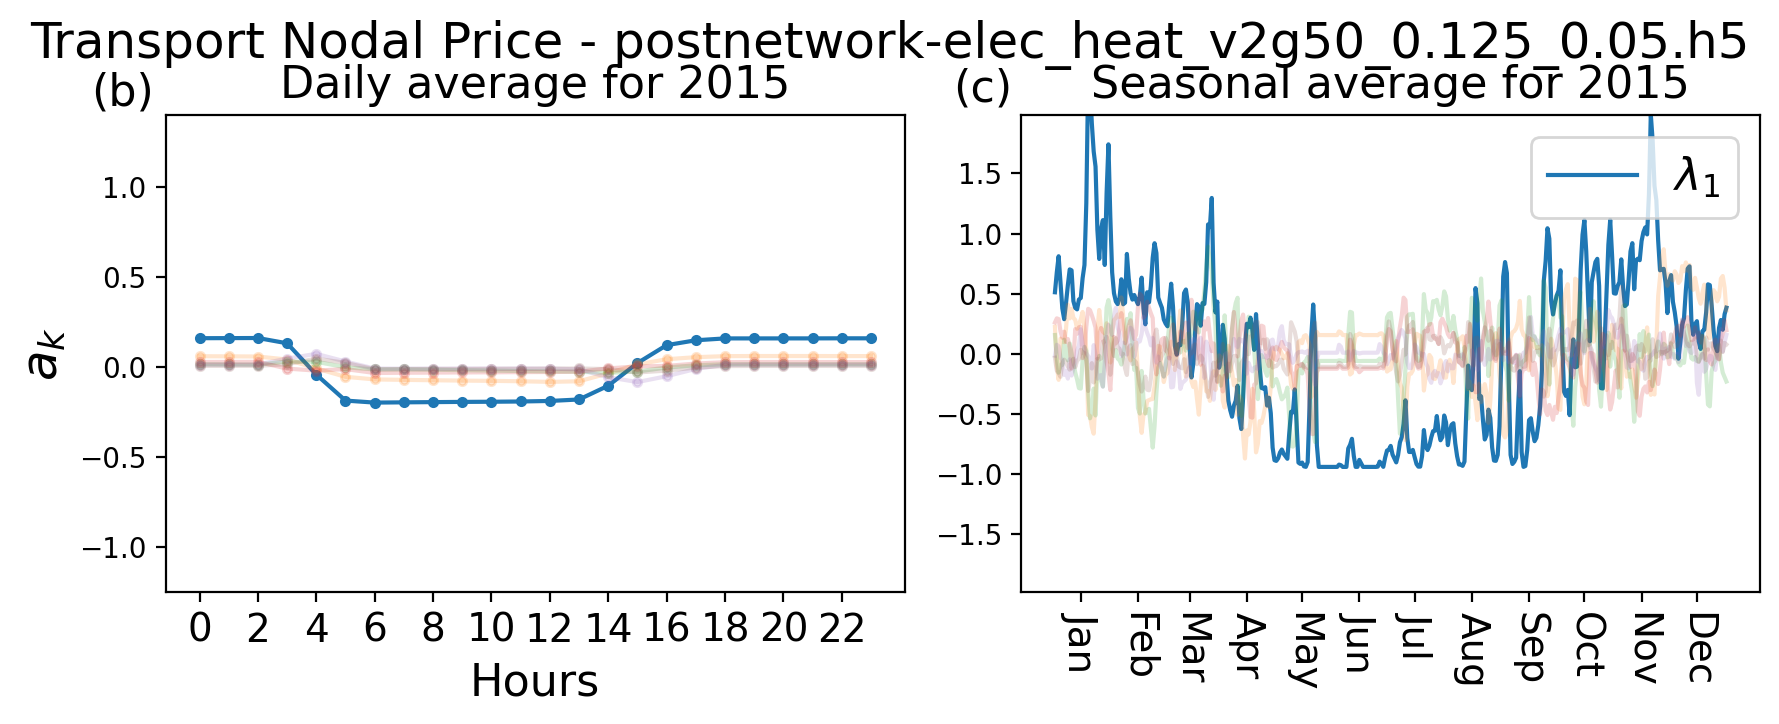 Transport Nodal Price - postnetwork-elec_heat_v2g50_0.125_0.05.h5
(b) Daily average for 2015
1.0
0.5
0.0
−0.5
−1.0
a_k
0 2 4 6 8 10 12 14 16 18 20 22
Hours
(c) Seasonal average for 2015
λ_1
1.5
1.0
0.5
0.0
−0.5
−1.0
−1.5
Jan Feb Mar Apr May Jun Jul Aug Sep Oct Nov Dec